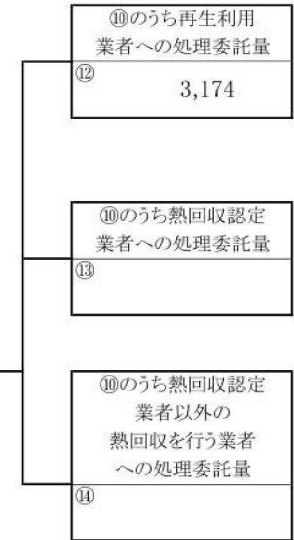 ⑩のうち再生利用
業者への処理委託量
⑫
3,174
⑩のうち熱回収認定
業者への処理委託量
⑬
⑩のうち熱回収認定
業者以外の
熱回収を行う業者
への処理委託量
⑭